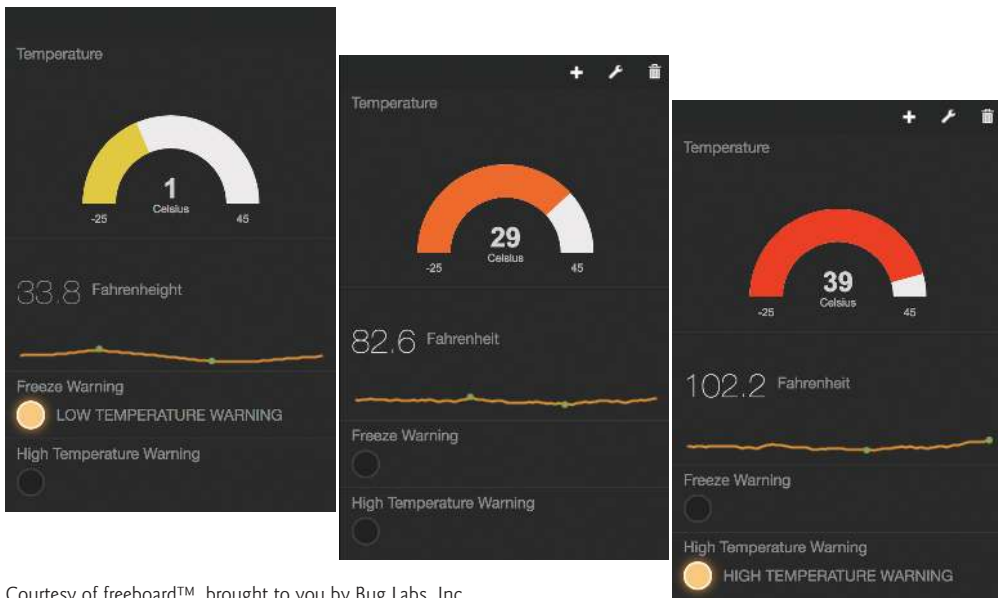 Temperature
1
Celsius
-25
45
33.8 Fahrenheight
Freeze Warning
LOW TEMPERATURE WARNING
High Temperature Warning
Temperature
29
Celsius
-25
45
82.6 Fahrenheit
Freeze Warning
High Temperature Warning
Temperature
39
Celsius
-25
45
102.2 Fahrenheit
Freeze Warning
High Temperature Warning
HIGH TEMPERATURE WARNING
Courtesy of freeboard™, brought to you by Bug Labs, Inc